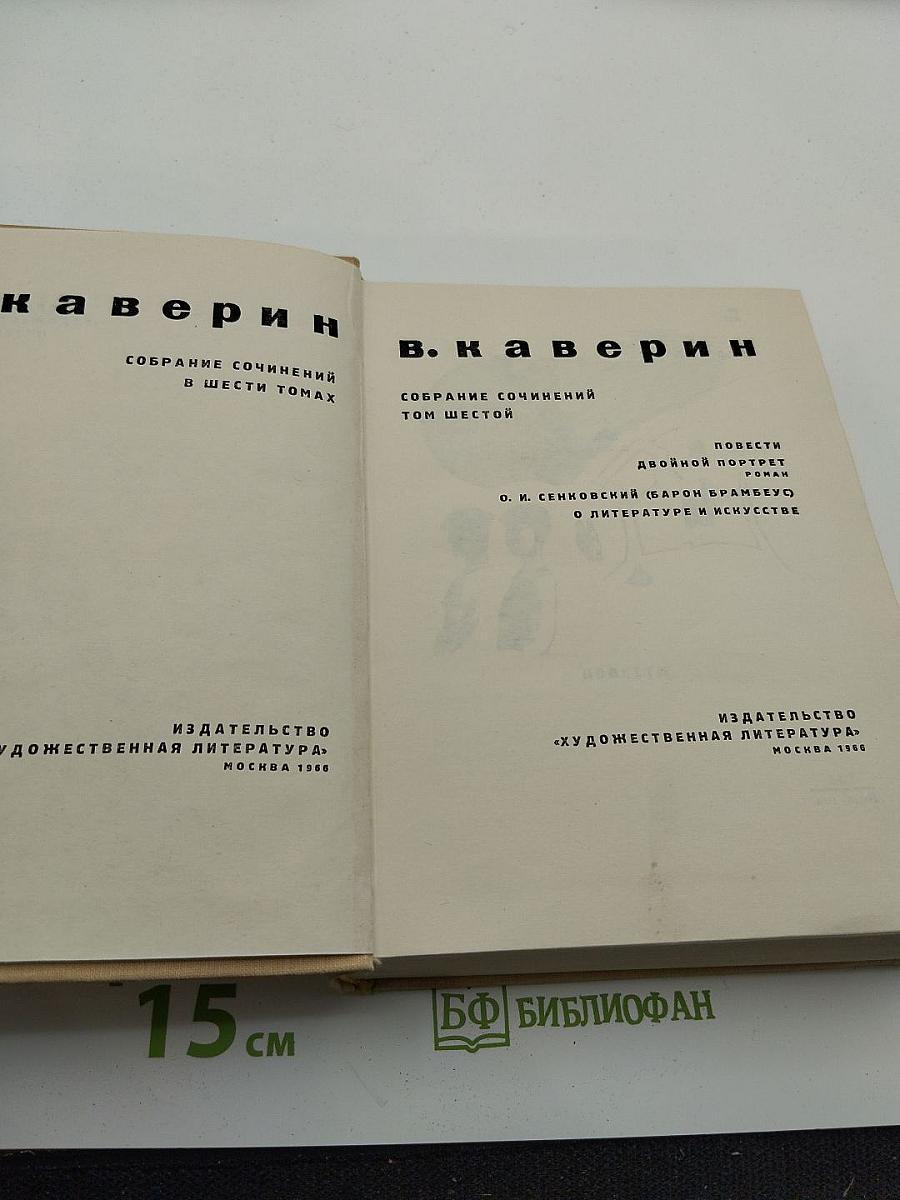 каверин
СОБРАНИЕ СОЧИНЕНИЙ
В ШЕСТИ ТОМАХ
ИЗДАТЕЛЬСТВО
УДОЖЕСТВЕННАЯ ЛИТЕРАТУРА»
МОСКВА 1966
в. каверин
СОБРАНИЕ СОЧИНЕНИЙ
ТОМ ШЕСТОЙ
ПОВЕСТИ
ДВОЙНОЙ ПОРТРЕТ
РОМАН
О. И. СЕНКОВСКИЙ (БАРОН БРАМБЕУС)
О ЛИТЕРАТУРЕ И ИСКУССТВЕ
ИЗДАТЕЛЬСТВО
«ХУДОЖЕСТВЕННАЯ ЛИТЕРАТУРА»
МОСКВА 1966
15 см
БФ БИБЛИОФАН